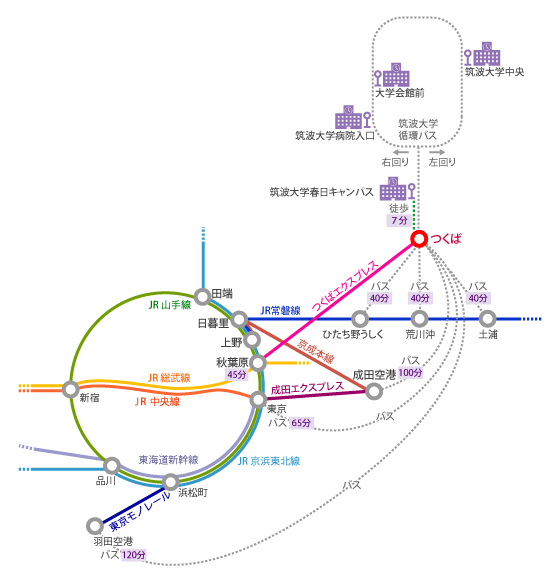 筑波大学中央
大学会館前
筑波大学
循環バス
筑波大学病院入口
右回り
左回り
筑波大学春日キャンパス
徒歩
7分
つくば
つくばエクスプレス
バス
40分
バス
40分
バス
40分
田端
JR山手線
日暮里
JR常磐線
上野
ひたち野うしく
荒川沖
土浦
京成本線
秋葉原
45分
バス
100分
成田空港
JR総武線
成田エクスプレス
新宿
JR 中央線
東京
バス 65分
バス
東海道新幹線
JR京浜東北線
品川
浜松町
バス
東京モノレール
羽田空港
バス 120分